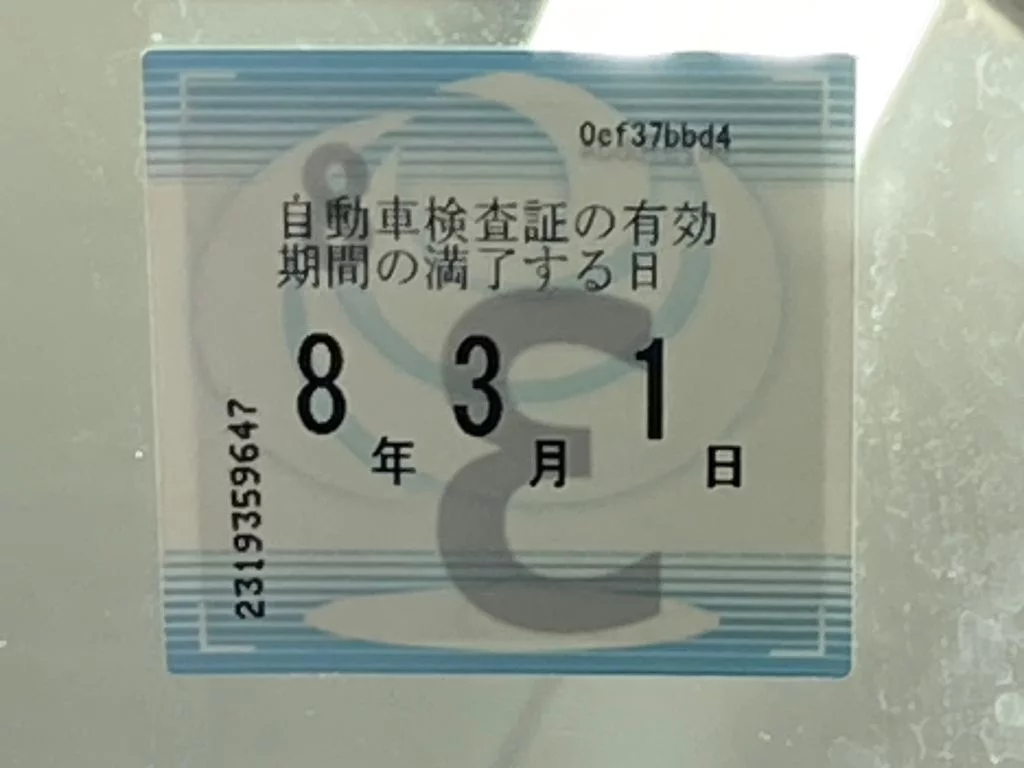 0cf37bbd4
自動車検査証の有効
期間の満了する日
8年 3月 1日
2319359647